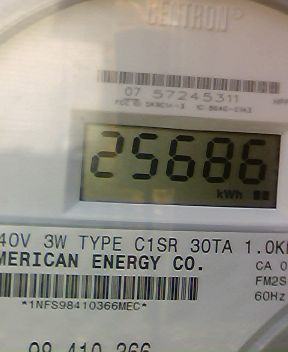 CENTRON®
07 57245311
25686
kWh
40V 3W TYPE C1SR 30TA 1.0K
MERICAN ENERGY CO.
CA 0
FM2S
60Hz
*1NFS98410366MEC*
09 410 366